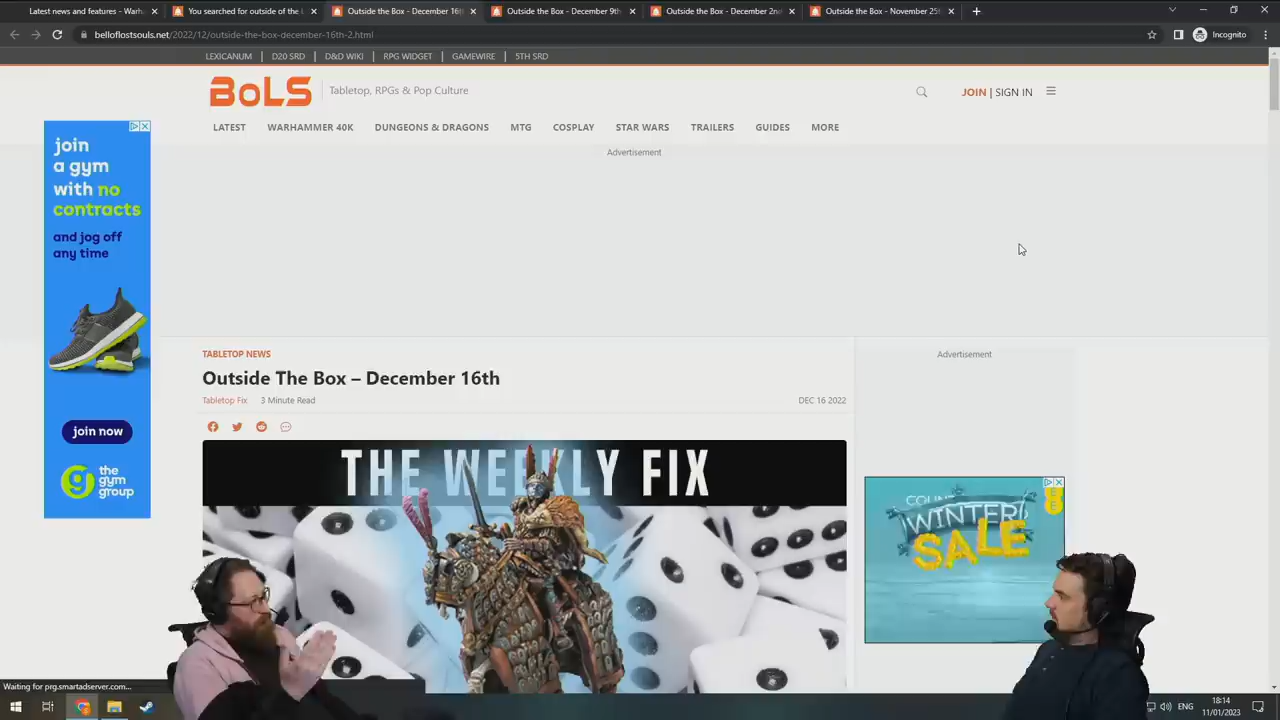 Latest news and features - W
You searched for outside of the
Outside the Box - December 16th
Outside the Box - December 9th
Outside the Box - December 2nd
Outside the Box - November 25th
belloflostsouls.net/2022/12/outside-the-box-december-16th-2.html
Incognito
LEXICANUM | D20 SRD | D&D WIKI | RPG WIDGET | GAMEWIRE | 5TH SRD
BoLS
Tabletop, RPGs & Pop Culture
JOIN | SIGN IN
LATEST WARHAMMER 40K DUNGEONS & DRAGONS MTG COSPLAY STAR WARS TRAILERS GUIDES MORE
Advertisement
join
a gym
with no
contracts
and jog off
any time
join now
the
gym
group
TABLETOP NEWS
Outside The Box – December 16th
Tabletop Fix 3 Minute Read DEC 16 2022
THE WEEKLY FIX
Advertisement
WINTER
SALE
EE
Waiting for prg.smartadserver.com...
ENG
18:14
11/01/2023